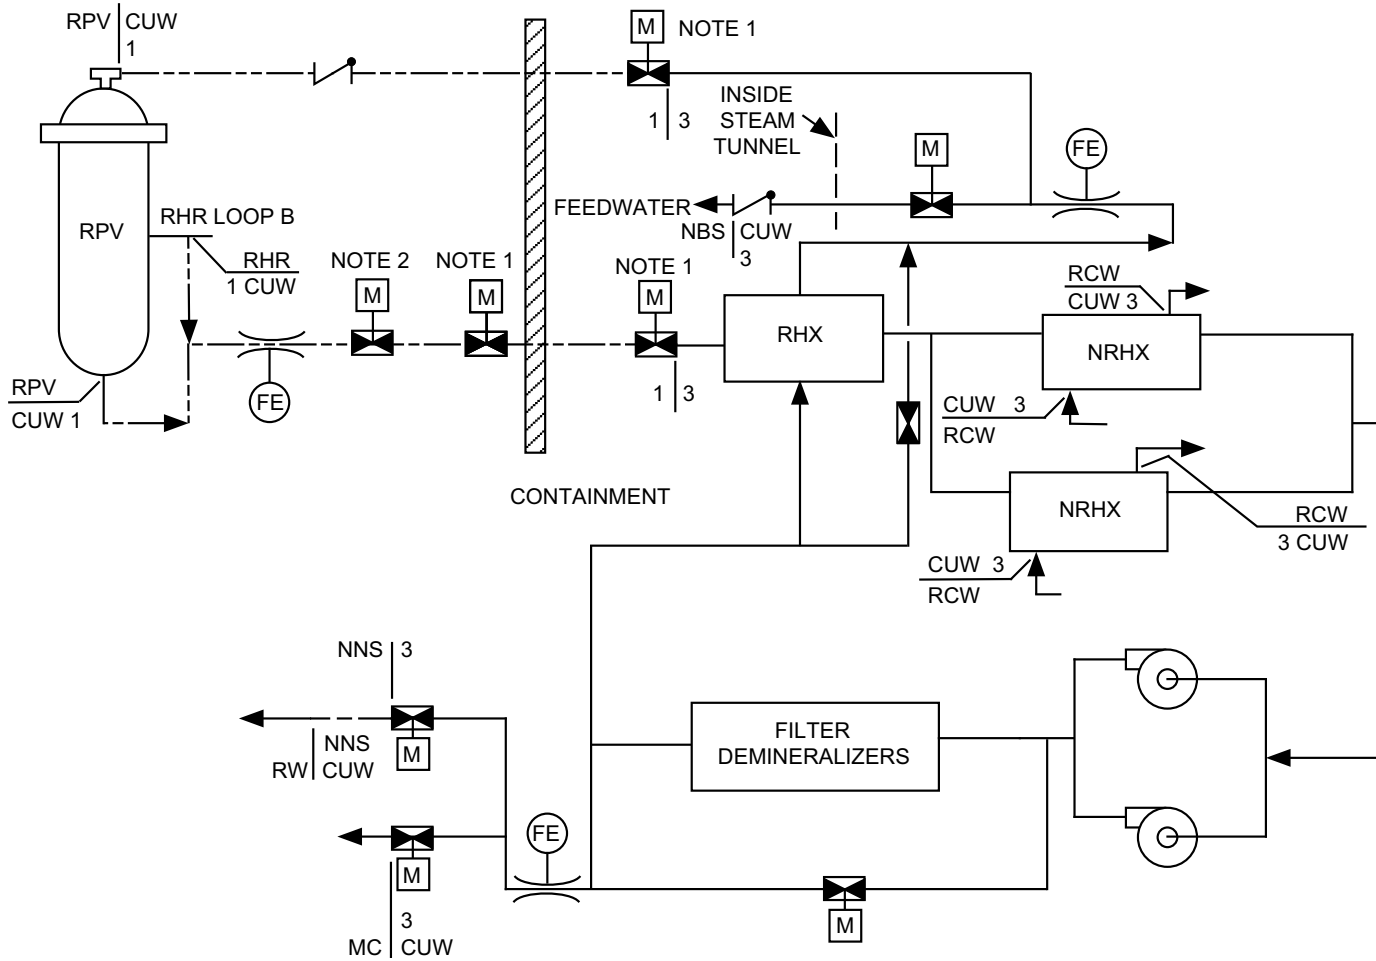 RPV CUW
1
M NOTE 1
1 3
INSIDE
STEAM
TUNNEL
M
FE
FEEDWATER
NBS CUW
3
RPV
RHR LOOP B
RHR
1 CUW
NOTE 2
M
NOTE 1
M
NOTE 1
M
1 3
FE
RPV
CUW 1
RHX
RCW
CUW 3
NRHX
CUW 3
RCW
NRHX
RCW
3 CUW
CUW 3
RCW
CONTAINMENT
NNS 3
M
NNS
RW CUW
FILTER
DEMINERALIZERS
FE
M
3
MC CUW
M